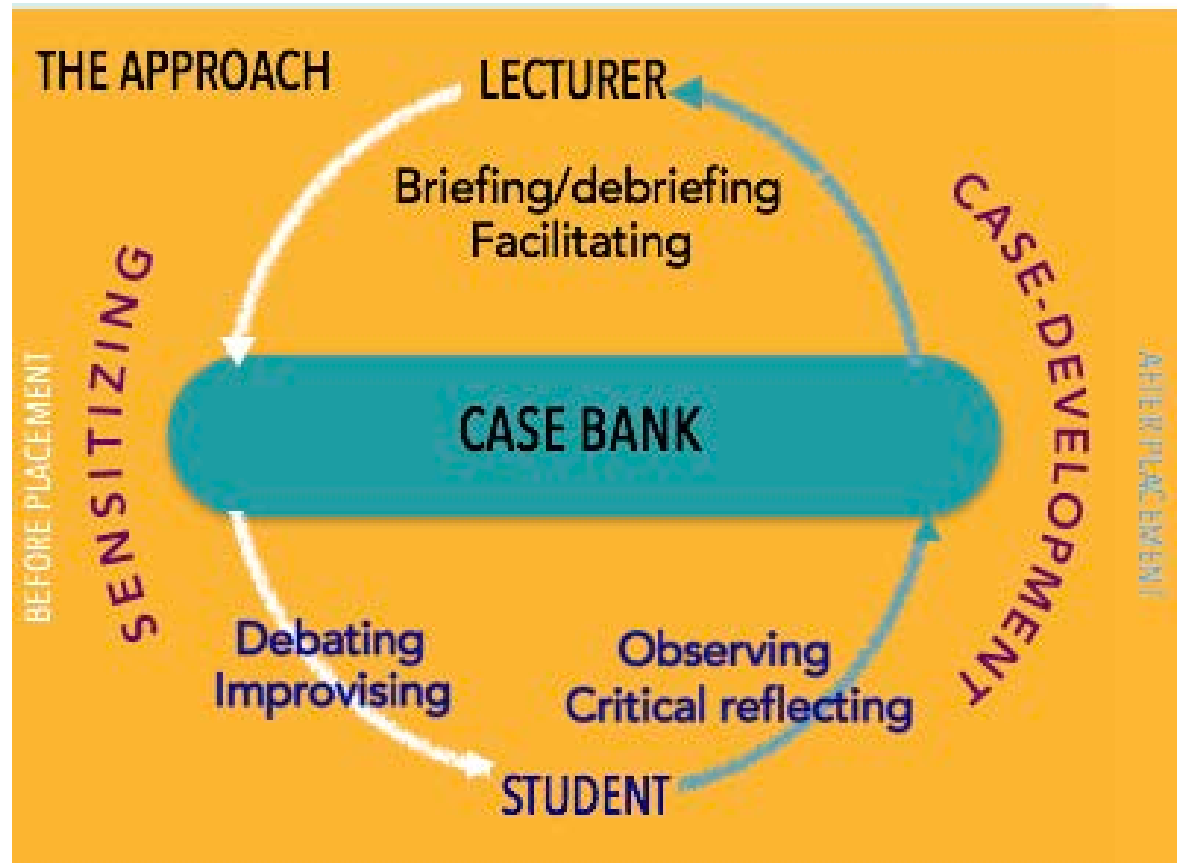 THE APPROACH
LECTURER
Briefing/debriefing
Facilitating
BEFORE PLACEMENT
SENSITIZING
CASE BANK
CASE-DEVELOPMENT
AFTER PLACEMENT
Debating
Improvising
Observing
Critical reflecting
STUDENT